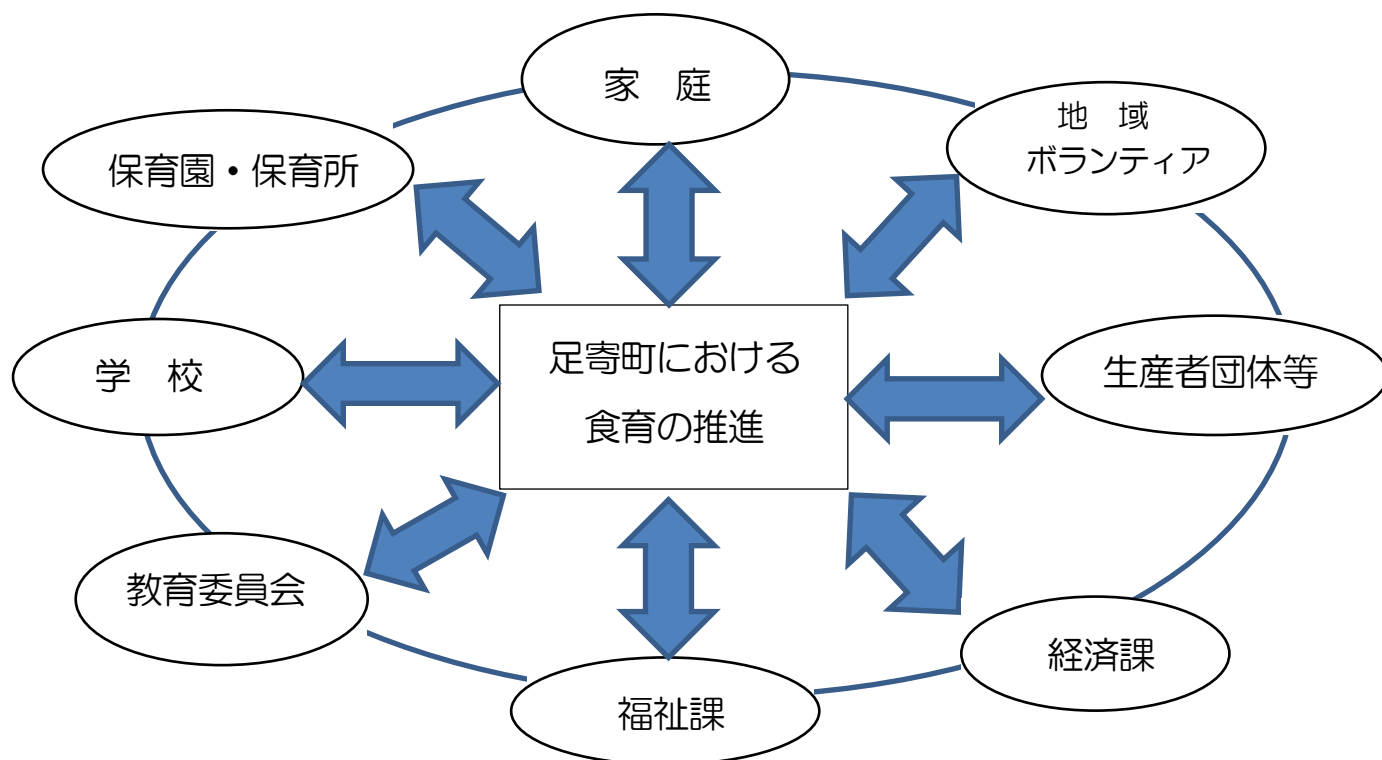 家　庭
地　域
ボランティア
保育園・保育所
学　校
足寄町における
食育の推進
生産者団体等
教育委員会
経済課
福祉課